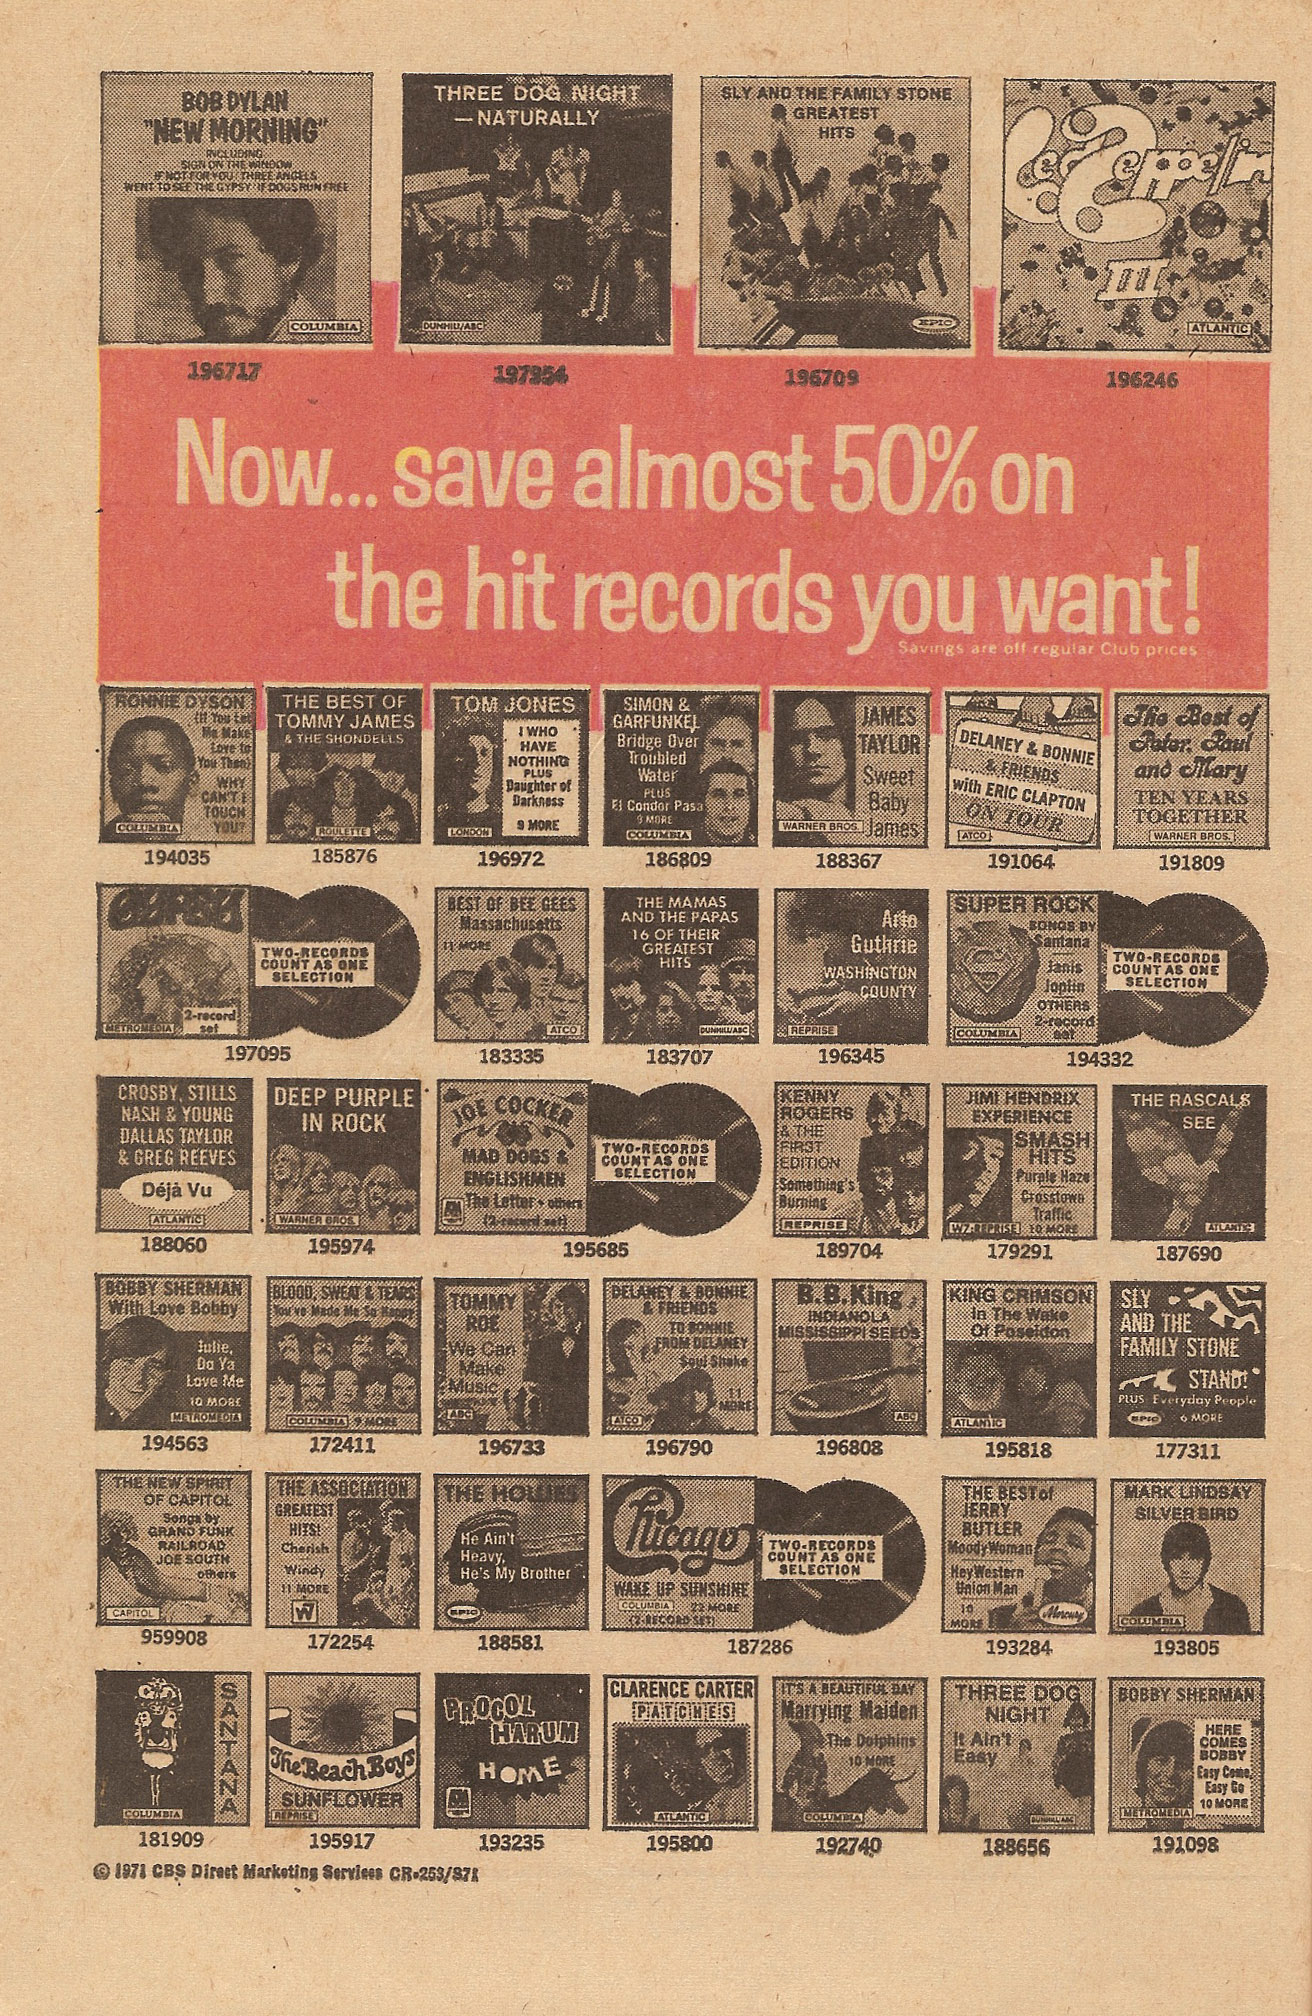 BOB DYLAN
"NEW MORNING"
INCLUDING
SIGN ON THE WINDOW
IF NOT FOR YOU THREE ANGELS
WENT TO SEE THE GYPSY IF DOGS RUN FREE
COLUMBIA
196717
THREE DOG NIGHT
—NATURALLY
DUNHILL/ABC
197954
SLY AND THE FAMILY STONE
GREATEST
HITS
EPIC
196709
Led Zeppelin
III
ATLANTIC
196246
Now... save almost 50% on
the hit records you want!
Savings are off regular Club prices
RONNIE DYSON
(If You Let
Me Make
Love to
You Then)
WHY
CAN'T I
TOUCH
YOU?
COLUMBIA
194035
THE BEST OF
TOMMY JAMES
& THE SHONDELLS
ROULETTE
185876
TOM JONES
I WHO
HAVE
NOTHING
PLUS
Daughter of
Darkness
9 MORE
LONDON
196972
SIMON &
GARFUNKEL
Bridge Over
Troubled
Water
PLUS
El Condor Pasa
9 MORE
COLUMBIA
186809
JAMES
TAYLOR
Sweet
Baby
James
WARNER BROS.
188367
DELANEY & BONNIE
& FRIENDS
with ERIC CLAPTON
ON TOUR
ATCO
191064
The Best of
Peter, Paul
and Mary
TEN YEARS
TOGETHER
WARNER BROS.
191809
GYPSY
METROMEDIA
2-record
set
TWO-RECORDS
COUNT AS ONE
SELECTION
197095
BEST OF BEE GEES
Massachusetts
11 MORE
ATCO
183335
THE MAMAS
AND THE PAPAS
16 OF THEIR
GREATEST
HITS
DUNHILL/ABC
183707
Arlo
Guthrie
WASHINGTON
COUNTY
REPRISE
196345
SUPER ROCK
SONGS BY
Santana
Janis
Joplin
OTHERS
2-record
set
COLUMBIA
TWO-RECORDS
COUNT AS ONE
SELECTION
194332
CROSBY, STILLS
NASH & YOUNG
DALLAS TAYLOR
& GREG REEVES
Déjà Vu
ATLANTIC
188060
DEEP PURPLE
IN ROCK
WARNER BROS.
195974
JOE COCKER
MAD DOGS &
ENGLISHMEN
The Letter + others
(2-record set)
TWO-RECORDS
COUNT AS ONE
SELECTION
195685
KENNY
ROGERS
& THE
FIRST
EDITION
Something's
Burning
REPRISE
189704
JIMI HENDRIX
EXPERIENCE
SMASH
HITS
Purple Haze
Crosstown
Traffic
10 MORE
W7-REPRISE
179291
THE RASCALS
SEE
ATLANTIC
187690
BOBBY SHERMAN
With Love Bobby
Julie,
Do Ya
Love Me
10 MORE
METROMEDIA
194563
BLOOD, SWEAT & TEARS
You've Made Me So Happy
COLUMBIA 9 MORE
172411
TOMMY
ROE
We Can
Make
Music
ABC
196733
DELANEY & BONNIE
& FRIENDS
TO BONNIE
FROM DELANEY
Soul Shake
11
MORE
ATCO
196790
B.B. King
INDIANOLA
MISSISSIPPI SEEDS
ABC
196808
KING CRIMSON
In The Wake
Of Poseidon
ATLANTIC
195818
SLY
AND THE
FAMILY STONE
STAND!
PLUS Everyday People
EPIC 6 MORE
177311
THE NEW SPIRIT
OF CAPITOL
Songs by
GRAND FUNK
RAILROAD
JOE SOUTH
others
CAPITOL
959908
THE ASSOCIATION
GREATEST
HITS!
Cherish
Windy
11 MORE
W7
172254
THE HOLLIES
He Ain't
Heavy,
He's My Brother
EPIC
188581
Chicago
WAKE UP SUNSHINE
COLUMBIA 22 MORE
(2-RECORD SET)
TWO-RECORDS
COUNT AS ONE
SELECTION
187286
THE BEST of
JERRY
BUTLER
Moody Woman
Hey Western
Union Man
10
MORE
Mercury
193284
MARK LINDSAY
SILVER BIRD
COLUMBIA
193805
SANTANA
COLUMBIA
181909
The Beach Boys
SUNFLOWER
REPRISE
195917
PROCOL
HARUM
HOME
193235
CLARENCE CARTER
PATCHES
ATLANTIC
195800
IT'S A BEAUTIFUL DAY
Marrying Maiden
The Dolphins
10 MORE
COLUMBIA
192740
THREE DOG
NIGHT
It Ain't
Easy
DUNHILL/ABC
188656
BOBBY SHERMAN
HERE
COMES
BOBBY
Easy Come,
Easy Go
10 MORE
METROMEDIA
191098
© 1971 CBS Direct Marketing Services CR-253/S71